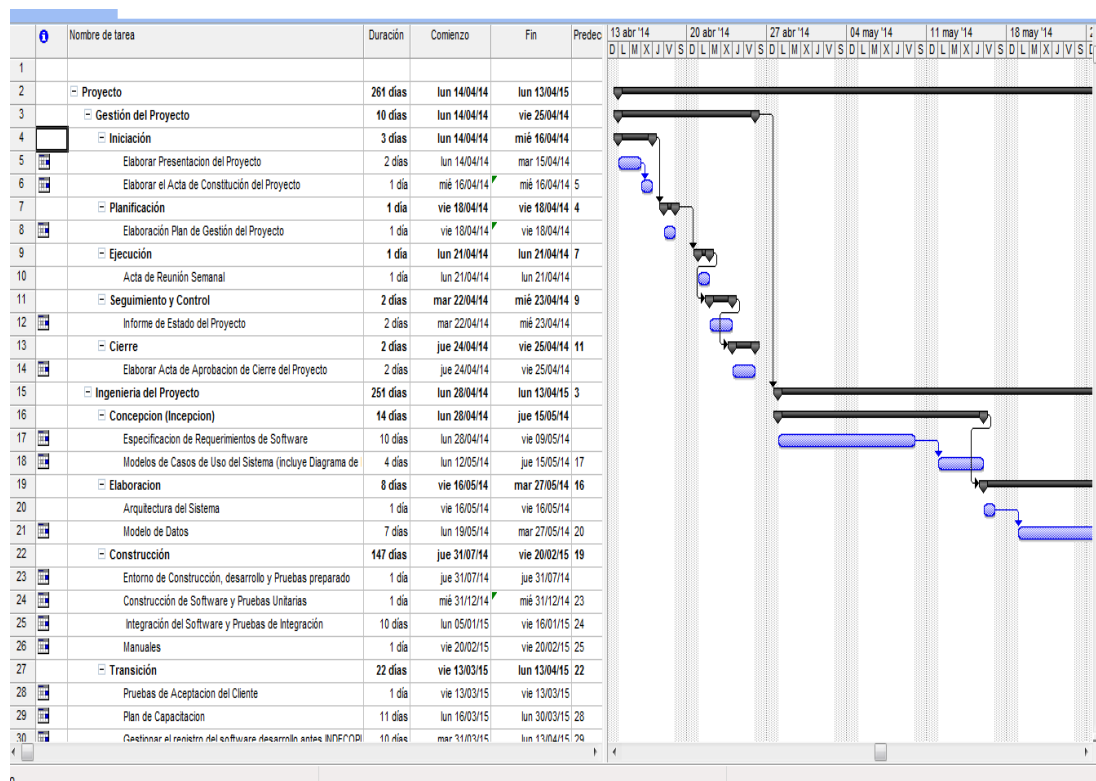 Nombre de tarea Duración Comienzo Fin Predec 13 abr '14 20 abr '14 27 abr '14 04 may '14 11 may '14 18 may '14
D L M X J V S D L M X J V S D L M X J V S D L M X J V S D L M X J V S D L M X J V S
1
2 Proyecto 261 días lun 14/04/14 lun 13/04/15
3 Gestión del Proyecto 10 días lun 14/04/14 vie 25/04/14
4 Iniciación 3 días lun 14/04/14 mié 16/04/14
5 Elaborar Presentacion del Proyecto 2 días lun 14/04/14 mar 15/04/14
6 Elaborar el Acta de Constitución del Proyecto 1 día mié 16/04/14 mié 16/04/14 5
7 Planificación 1 día vie 18/04/14 vie 18/04/14 4
8 Elaboración Plan de Gestión del Proyecto 1 día vie 18/04/14 vie 18/04/14
9 Ejecución 1 día lun 21/04/14 lun 21/04/14 7
10 Acta de Reunión Semanal 1 día lun 21/04/14 lun 21/04/14
11 Seguimiento y Control 2 días mar 22/04/14 mié 23/04/14 9
12 Informe de Estado del Proyecto 2 días mar 22/04/14 mié 23/04/14
13 Cierre 2 días jue 24/04/14 vie 25/04/14 11
14 Elaborar Acta de Aprobacion de Cierre del Proyecto 2 días jue 24/04/14 vie 25/04/14
15 Ingenieria del Proyecto 251 días lun 28/04/14 lun 13/04/15 3
16 Concepcion (Incepcion) 14 días lun 28/04/14 jue 15/05/14
17 Especificacion de Requerimientos de Software 10 días lun 28/04/14 vie 09/05/14
18 Modelos de Casos de Uso del Sistema (incluye Diagrama de 4 días lun 12/05/14 jue 15/05/14 17
19 Elaboracion 8 días vie 16/05/14 mar 27/05/14 16
20 Arquitectura del Sistema 1 día vie 16/05/14 vie 16/05/14
21 Modelo de Datos 7 días lun 19/05/14 mar 27/05/14 20
22 Construcción 147 días jue 31/07/14 vie 20/02/15 19
23 Entorno de Construcción, desarrollo y Pruebas preparado 1 día jue 31/07/14 jue 31/07/14
24 Construcción de Software y Pruebas Unitarias 1 día mié 31/12/14 mié 31/12/14 23
25 Integración del Software y Pruebas de Integración 10 días lun 05/01/15 vie 16/01/15 24
26 Manuales 1 día vie 20/02/15 vie 20/02/15 25
27 Transición 22 días vie 13/03/15 lun 13/04/15 22
28 Pruebas de Aceptacion del Cliente 1 día vie 13/03/15 vie 13/03/15
29 Plan de Capacitacion 11 días lun 16/03/15 lun 30/03/15 28
30 Gestionar el registro del software desarrollo antes INDECOPI 10 días mar 31/03/15 lun 13/04/15 29